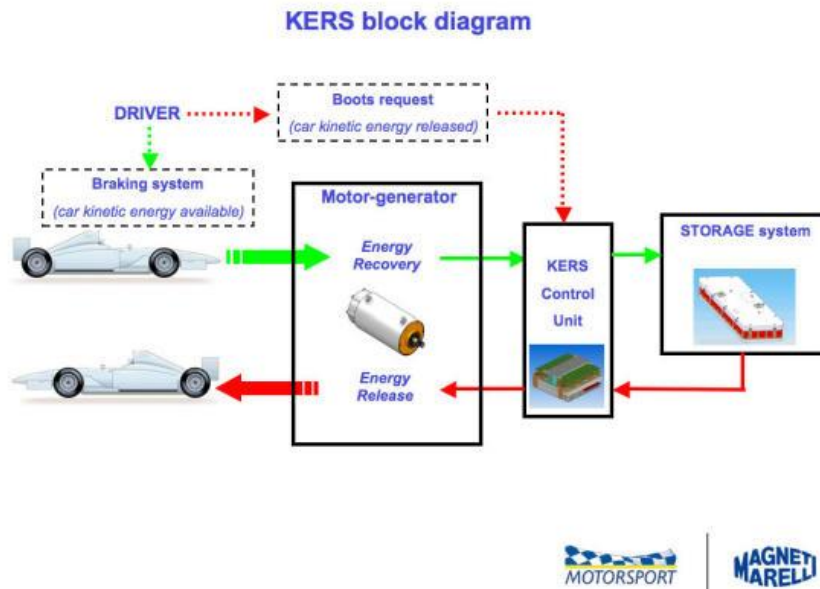 KERS block diagram
DRIVER
Boots request
(car kinetic energy released)
Braking system
(car kinetic energy available)
Motor-generator
Energy
Recovery
Energy
Release
KERS
Control
Unit
STORAGE system
MOTORSPORT
MAGNETI
MARELLI